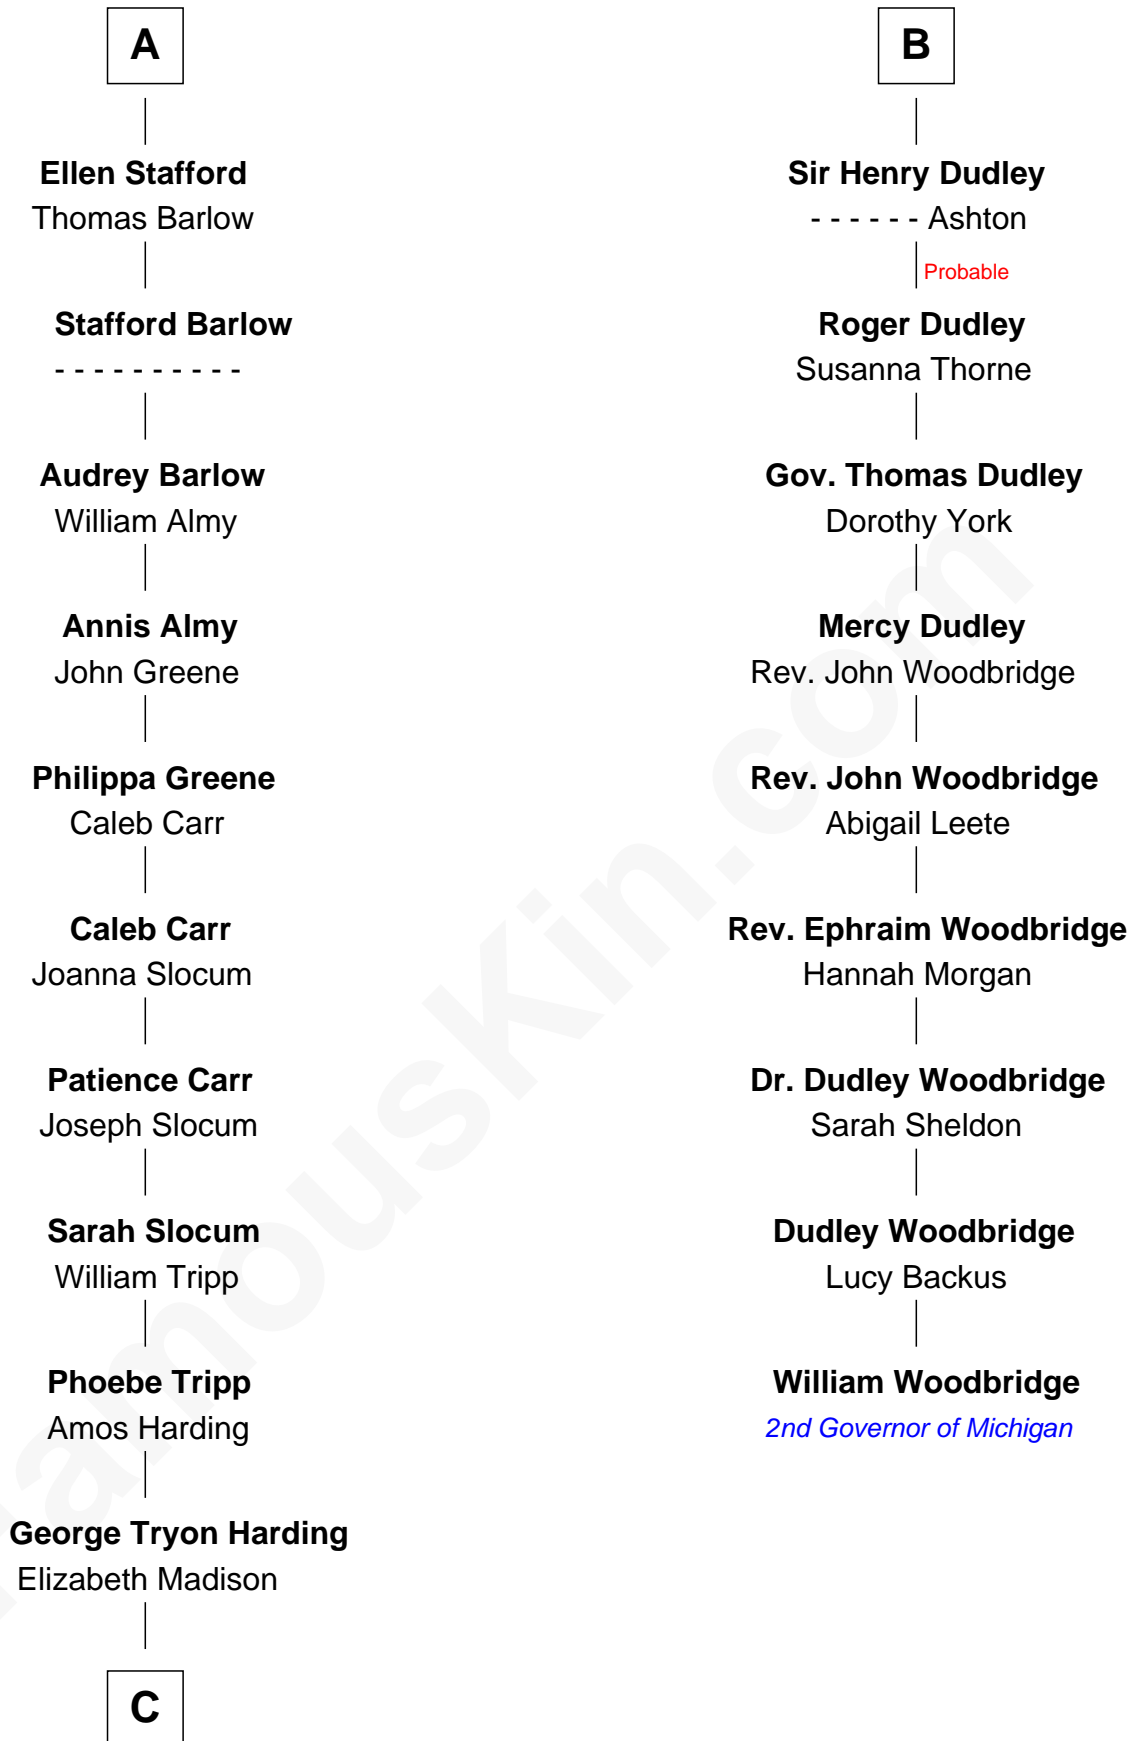 A
Ellen Stafford
Thomas Barlow
Stafford Barlow
- - - - - - - - - -
Audrey Barlow
William Almy
Annis Almy
John Greene
Philippa Greene
Caleb Carr
Caleb Carr
Joanna Slocum
Patience Carr
Joseph Slocum
Sarah Slocum
William Tripp
Phoebe Tripp
Amos Harding
George Tryon Harding
Elizabeth Madison
C
B
Sir Henry Dudley
- - - - - - Ashton
Probable
Roger Dudley
Susanna Thorne
Gov. Thomas Dudley
Dorothy York
Mercy Dudley
Rev. John Woodbridge
Rev. John Woodbridge
Abigail Leete
Rev. Ephraim Woodbridge
Hannah Morgan
Dr. Dudley Woodbridge
Sarah Sheldon
Dudley Woodbridge
Lucy Backus
William Woodbridge
2nd Governor of Michigan
FamousKin.com